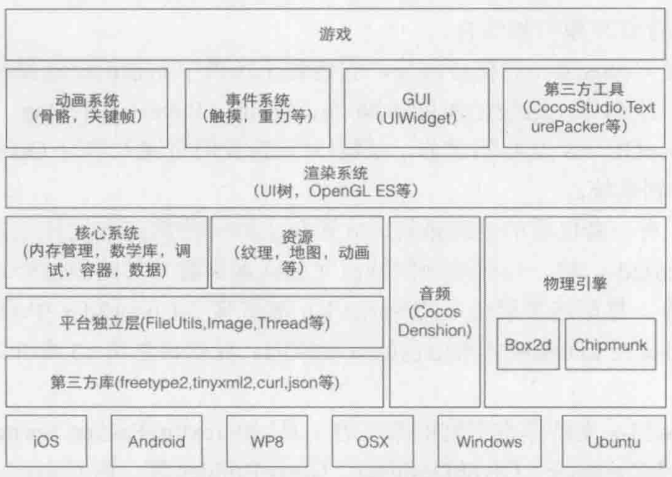 游戏
动画系统
(骨骼，关键帧)
事件系统
(触摸，重力等)
GUI
(UIWidget)
第三方工具
(CocosStudio,Text
urePacker等)
渲染系统
(UI树，OpenGL ES等)
核心系统
(内存管理，数学库，调
试，容器，数据)
资源
(纹理，地图，动画
等)
音频
(Cocos
Denshion)
物理引擎
Box2d
Chipmunk
平台独立层(FileUtils,Image,Thread等)
第三方库(freetype2,tinyxml2,curl,json等)
iOS
Android
WP8
OSX
Windows
Ubuntu